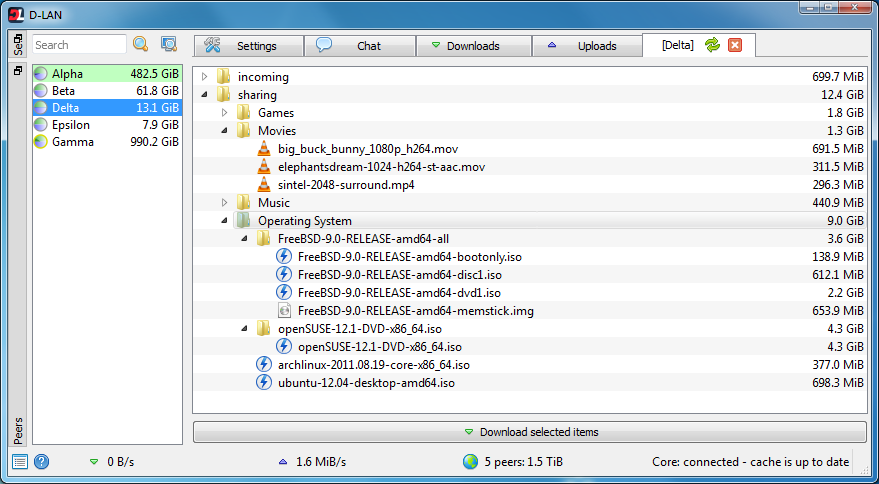 D-LAN
Search
Settings
Chat
Downloads
Uploads
[Delta]
Se
Peers
Alpha 482.5 GiB
Beta 61.8 GiB
Delta 13.1 GiB
Epsilon 7.9 GiB
Gamma 990.2 GiB
incoming 699.7 MiB
sharing 12.4 GiB
Games 1.8 GiB
Movies 1.3 GiB
big_buck_bunny_1080p_h264.mov 691.5 MiB
elephantsdream-1024-h264-st-aac.mov 311.5 MiB
sintel-2048-surround.mp4 296.3 MiB
Music 440.9 MiB
Operating System 9.0 GiB
FreeBSD-9.0-RELEASE-amd64-all 3.6 GiB
FreeBSD-9.0-RELEASE-amd64-bootonly.iso 138.9 MiB
FreeBSD-9.0-RELEASE-amd64-disc1.iso 612.1 MiB
FreeBSD-9.0-RELEASE-amd64-dvd1.iso 2.2 GiB
FreeBSD-9.0-RELEASE-amd64-memstick.img 653.9 MiB
openSUSE-12.1-DVD-x86_64.iso 4.3 GiB
openSUSE-12.1-DVD-x86_64.iso 4.3 GiB
archlinux-2011.08.19-core-x86_64.iso 377.0 MiB
ubuntu-12.04-desktop-amd64.iso 698.3 MiB
Download selected items
0 B/s
1.6 MiB/s
5 peers: 1.5 TiB
Core: connected - cache is up to date